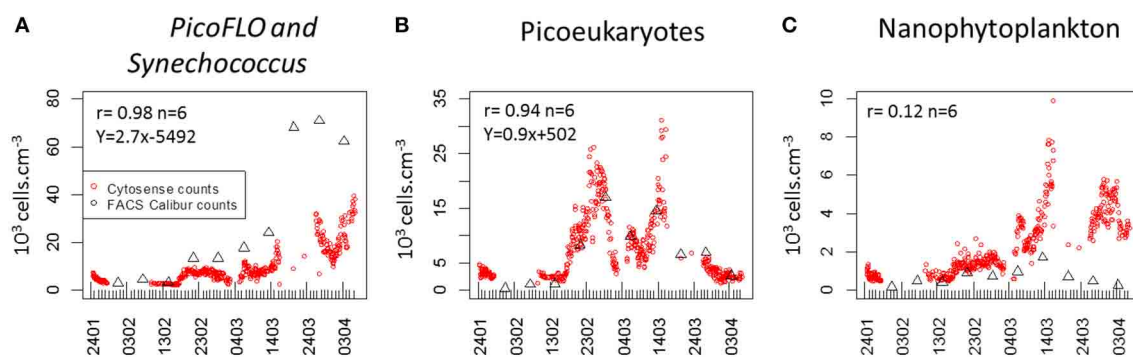 A
PicoFLO and
Synechococcus
r= 0.98 n=6
Y=2.7x-5492
Cytosense counts
FACS Calibur counts
10³ cells.cm⁻³
80
60
40
20
0
2401
0302
1302
2302
0403
1403
2403
0304
B
Picoeukaryotes
r= 0.94 n=6
Y=0.9x+502
10³ cells.cm⁻³
35
25
15
5
0
2401
0302
1302
2302
0403
1403
2403
0304
C
Nanophytoplankton
r= 0.12 n=6
10³ cells.cm⁻³
10
8
6
4
2
0
2401
0302
1302
2302
0403
1403
2403
0304